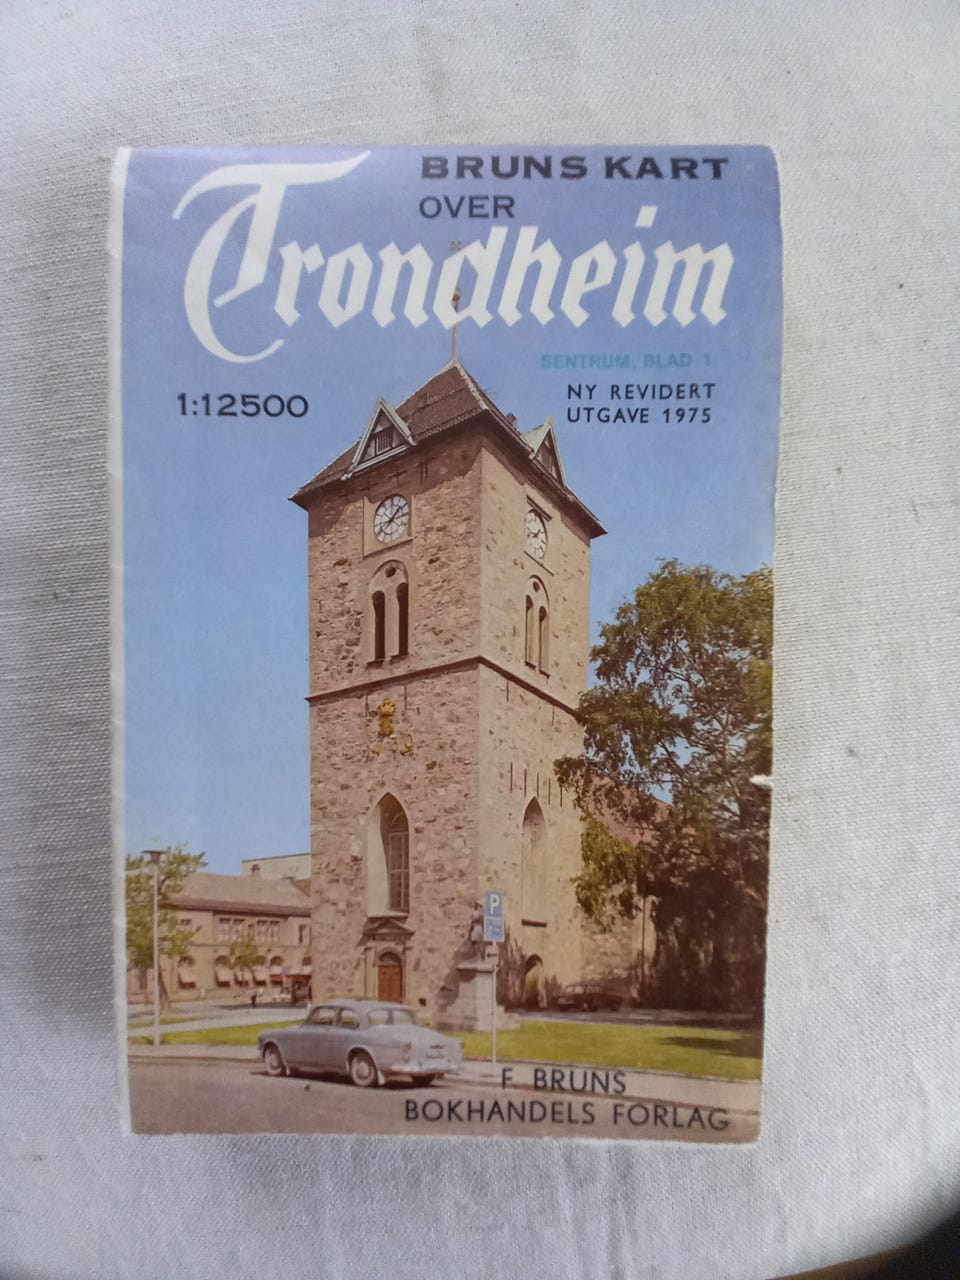 BRUNS KART
OVER
Trondheim
SENTRUM, BLAD 1
1:12500
NY REVIDERT
UTGAVE 1975
P
F BRUNS
BOKHANDELS FORLAG